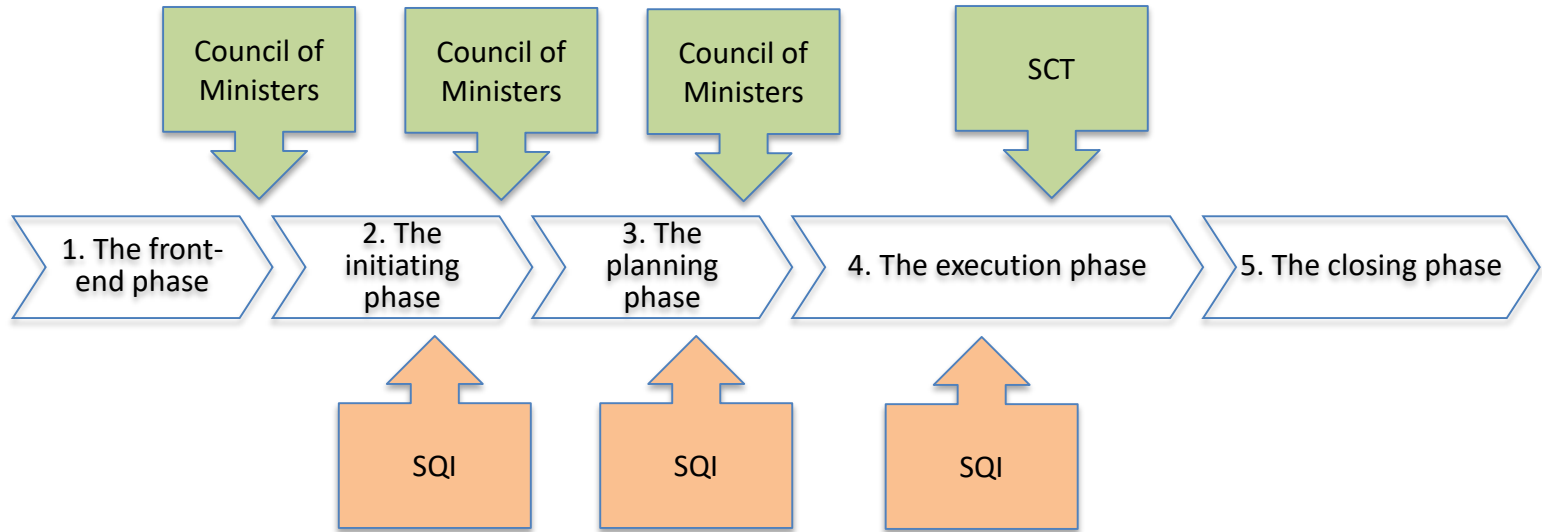 Council of
Ministers
Council of
Ministers
Council of
Ministers
SCT
1. The front-
end phase
2. The
initiating
phase
3. The
planning
phase
4. The execution phase
5. The closing phase
SQI
SQI
SQI